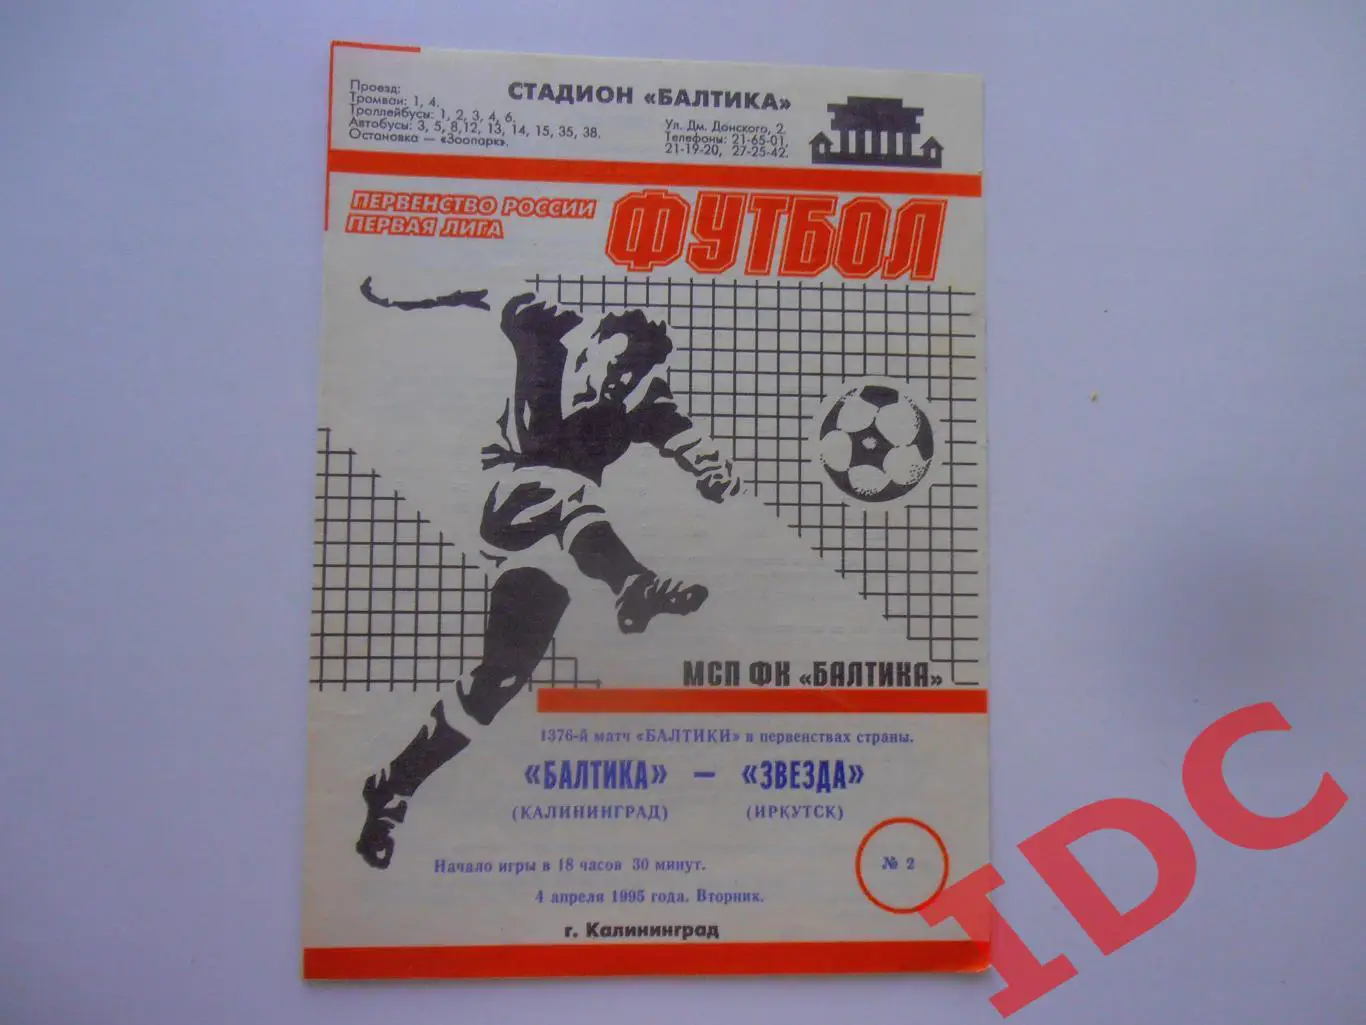 Проезд:
Трамваи: 1, 4.
Троллейбусы: 1, 2, 3, 4, 6.
Автобусы: 3, 5, 8,12, 13, 14, 15, 35, 38.
Остановка — «Зоопарк».
СТАДИОН «БАЛТИКА»
Ул. Дм. Донского, 2.
Телефоны: 21-65-01,
21-19-20, 27-25-42.
ПЕРВЕНСТВО РОССИИ
ПЕРВАЯ ЛИГА
ФУТБОЛ
МСП ФК «БАЛТИКА»
1376-й матч «БАЛТИКИ» в первенствах страны.
«БАЛТИКА» — «ЗВЕЗДА»
(КАЛИНИНГРАД) (ИРКУТСК)
Начало игры в 18 часов 30 минут.
№ 2
4 апреля 1995 года. Вторник.
г. Калининград
IDC